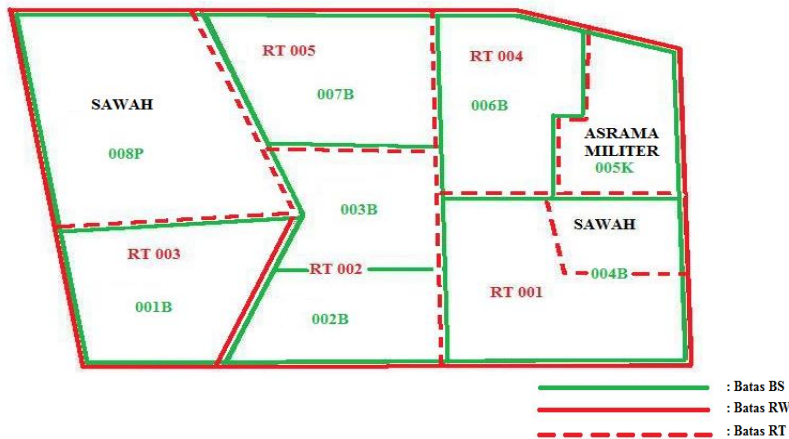 RT 005
RT 004
007B
006B
SAWAH
008P
ASRAMA
MILITER
005K
003B
SAWAH
RT 003
RT 002
004B
001B
002B
RT 001
: Batas BS
: Batas RW
: Batas RT